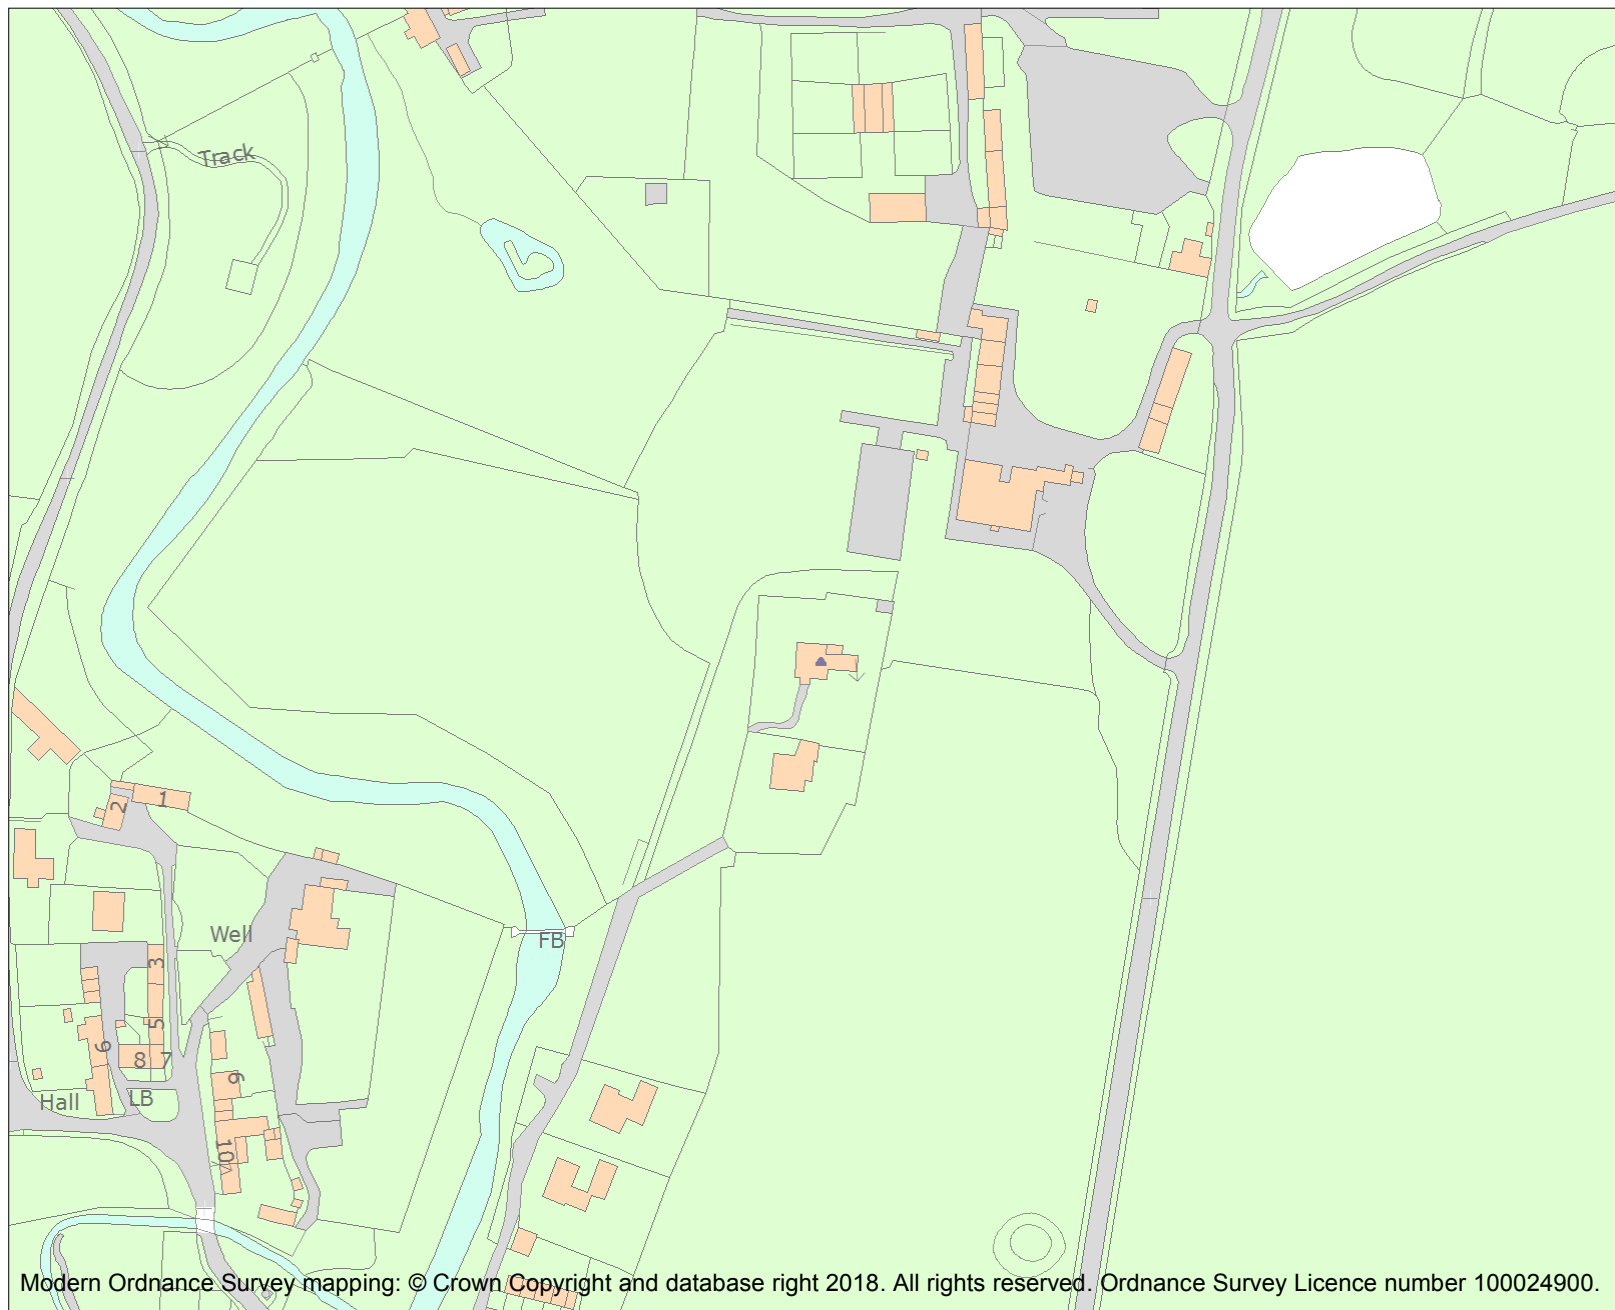 Track
1
2
Well
FB
3
5
6
8 7
9
Hall
LB
10
Modern Ordnance Survey mapping: © Crown Copyright and database right 2018. All rights reserved. Ordnance Survey Licence number 100024900.